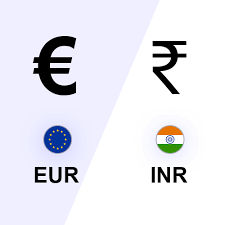 € ₹
EUR INR